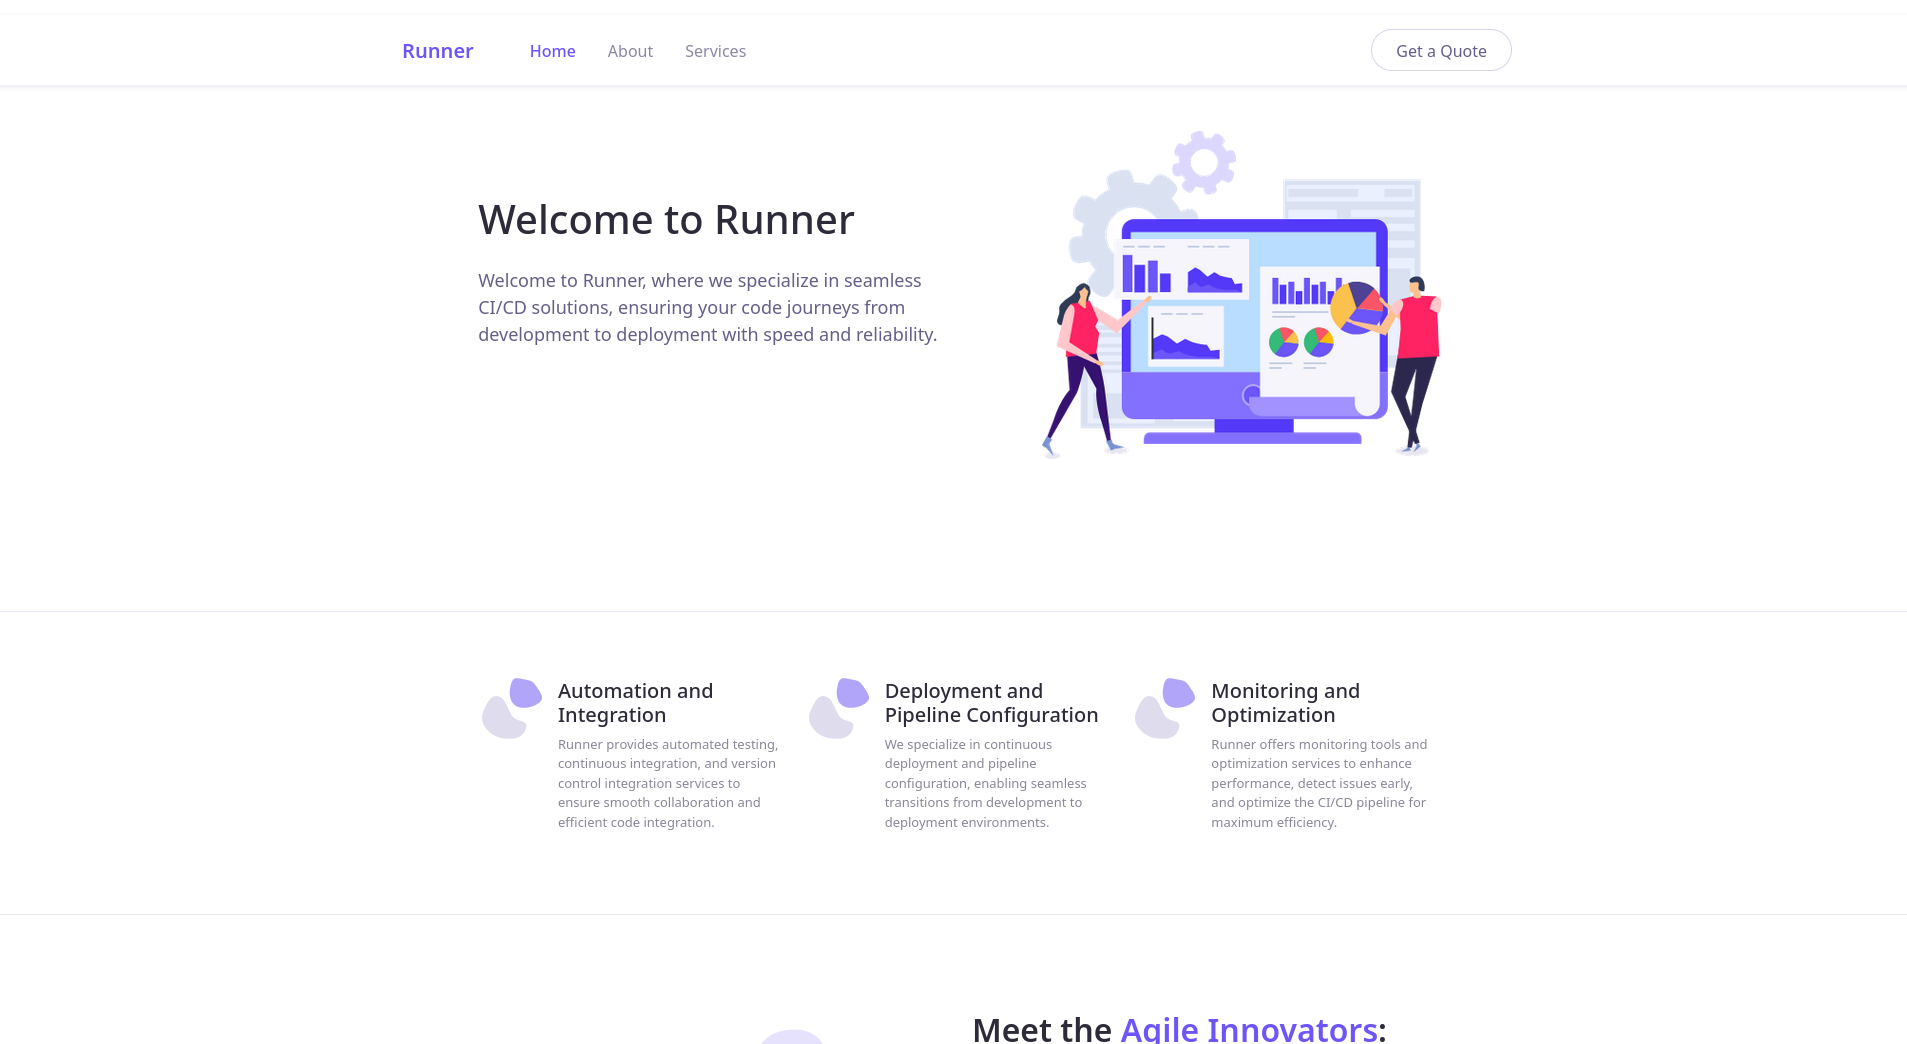 Runner
Home
About
Services
Get a Quote
Welcome to Runner
Welcome to Runner, where we specialize in seamless
CI/CD solutions, ensuring your code journeys from
development to deployment with speed and reliability.
Automation and
Integration
Runner provides automated testing,
continuous integration, and version
control integration services to
ensure smooth collaboration and
efficient code integration.
Deployment and
Pipeline Configuration
We specialize in continuous
deployment and pipeline
configuration, enabling seamless
transitions from development to
deployment environments.
Monitoring and
Optimization
Runner offers monitoring tools and
optimization services to enhance
performance, detect issues early,
and optimize the CI/CD pipeline for
maximum efficiency.
Meet the Agile Innovators: